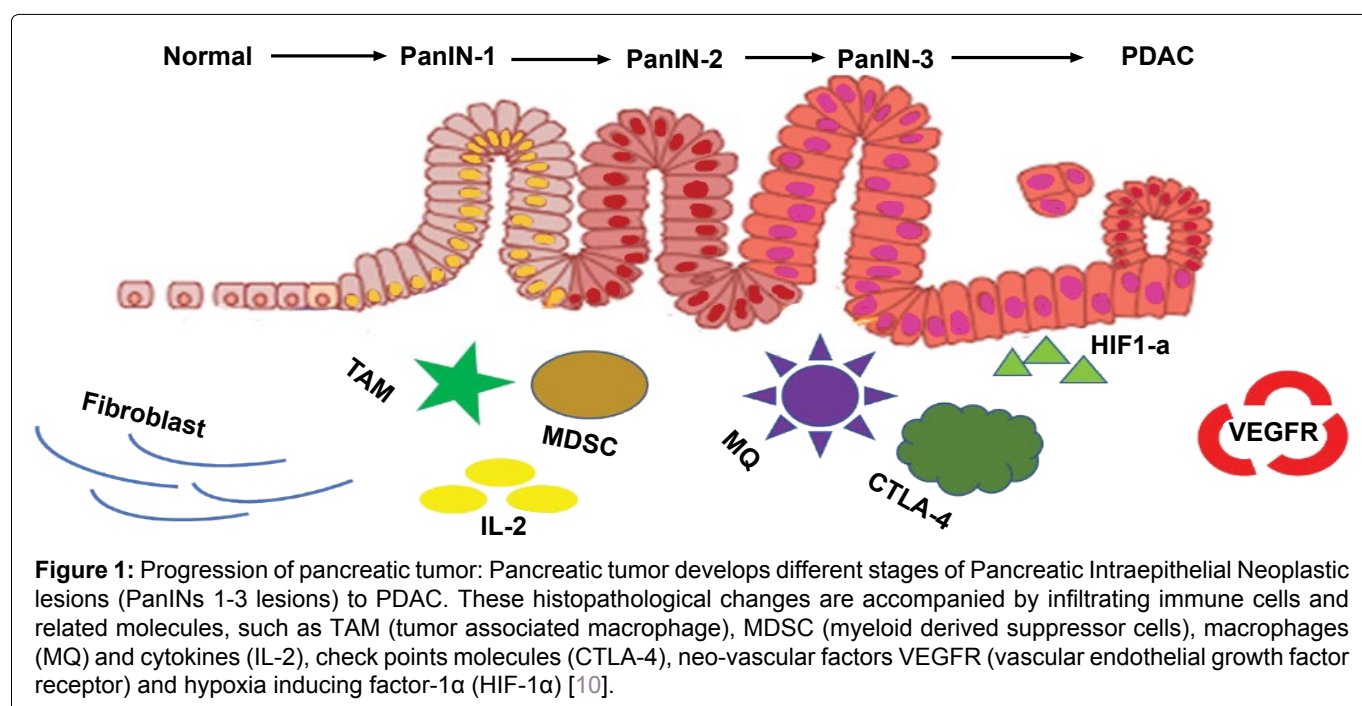 Normal PanIN-1 PanIN-2 PanIN-3 PDAC
HIF1-a
TAM
Fibroblast
MDSC
MQ
VEGFR
CTLA-4
IL-2
Figure 1: Progression of pancreatic tumor: Pancreatic tumor develops different stages of Pancreatic Intraepithelial Neoplastic
lesions (PanINs 1-3 lesions) to PDAC. These histopathological changes are accompanied by infiltrating immune cells and
related molecules, such as TAM (tumor associated macrophage), MDSC (myeloid derived suppressor cells), macrophages
(MQ) and cytokines (IL-2), check points molecules (CTLA-4), neo-vascular factors VEGFR (vascular endothelial growth factor
receptor) and hypoxia inducing factor-1α (HIF-1α) [10].